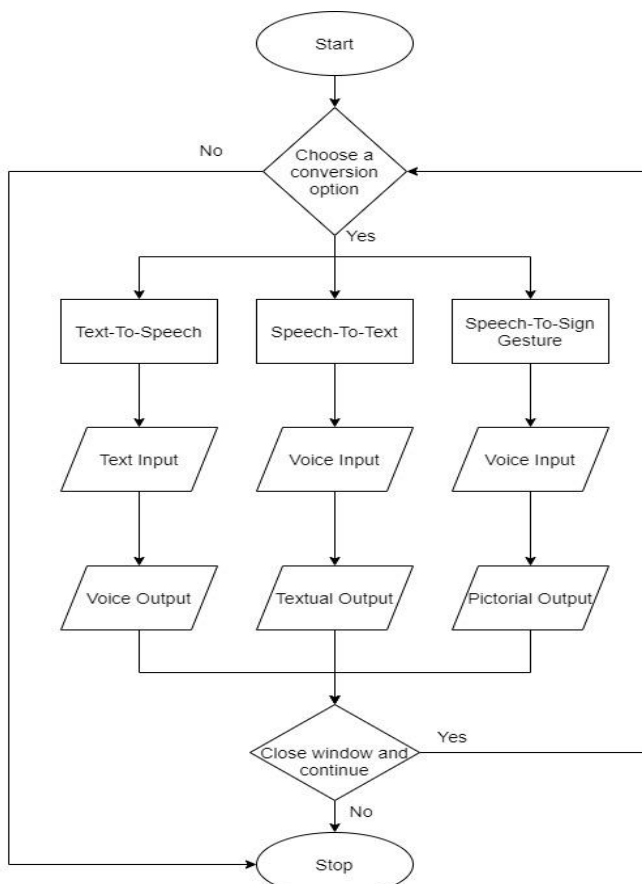 Start
No
Choose a
conversion
option
Yes
Text-To-Speech
Speech-To-Text
Speech-To-Sign
Gesture
Text Input
Voice Input
Voice Input
Voice Output
Textual Output
Pictorial Output
Close window and
continue
Yes
No
Stop